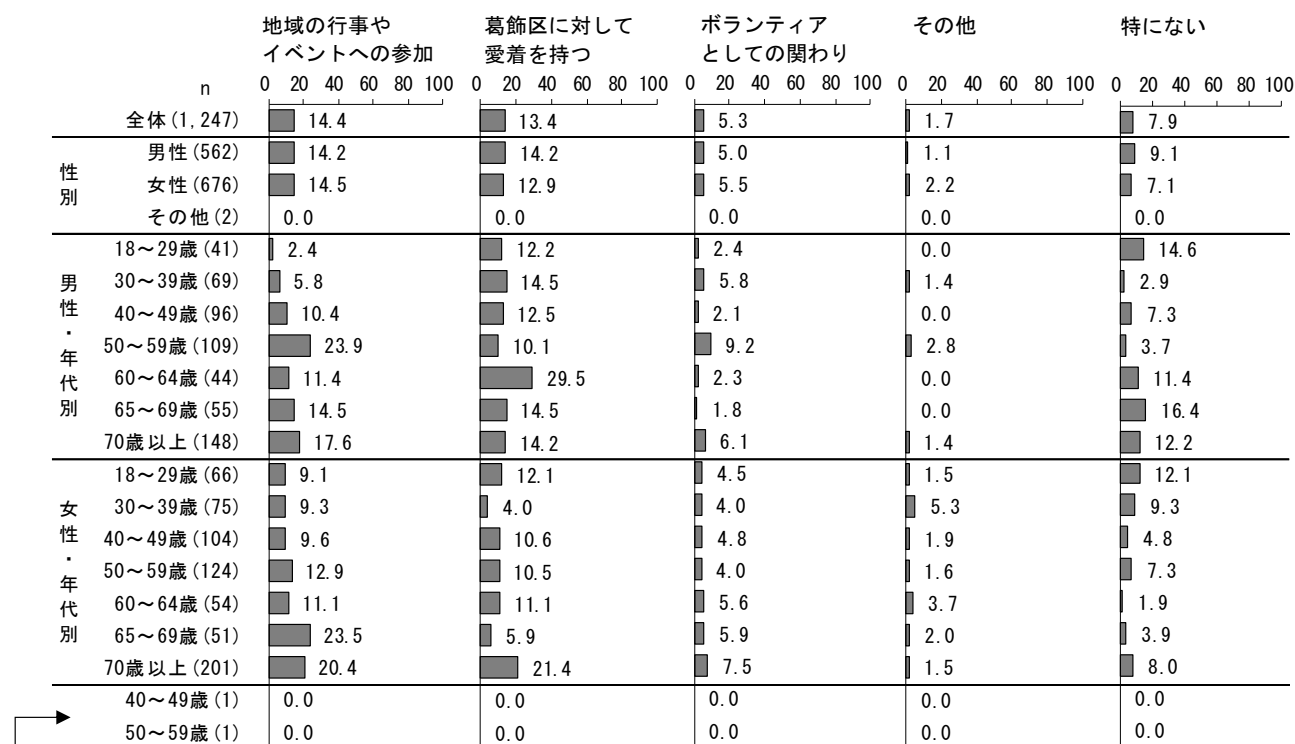 地域の行事や 葛飾区に対して ボランティア その他 特にない
イベントへの参加 愛着を持つ としての関わり
n 0 20 40 60 80 100 0 20 40 60 80 100 0 20 40 60 80 100 0 20 40 60 80 100 0 20 40 60 80 100
全体(1,247) 14.4 13.4 5.3 1.7 7.9
性別
男性(562) 14.2 14.2 5.0 1.1 9.1
女性(676) 14.5 12.9 5.5 2.2 7.1
その他(2) 0.0 0.0 0.0 0.0 0.0
男性・年代別
18～29歳(41) 2.4 12.2 2.4 0.0 14.6
30～39歳(69) 5.8 14.5 5.8 1.4 2.9
40～49歳(96) 10.4 12.5 2.1 0.0 7.3
50～59歳(109) 23.9 10.1 9.2 2.8 3.7
60～64歳(44) 11.4 29.5 2.3 0.0 11.4
65～69歳(55) 14.5 14.5 1.8 0.0 16.4
70歳以上(148) 17.6 14.2 6.1 1.4 12.2
女性・年代別
18～29歳(66) 9.1 12.1 4.5 1.5 12.1
30～39歳(75) 9.3 4.0 4.0 5.3 9.3
40～49歳(104) 9.6 10.6 4.8 1.9 4.8
50～59歳(124) 12.9 10.5 4.0 1.6 7.3
60～64歳(54) 11.1 11.1 5.6 3.7 1.9
65～69歳(51) 23.5 5.9 5.9 2.0 3.9
70歳以上(201) 20.4 21.4 7.5 1.5 8.0
40～49歳(1) 0.0 0.0 0.0 0.0 0.0
50～59歳(1) 0.0 0.0 0.0 0.0 0.0